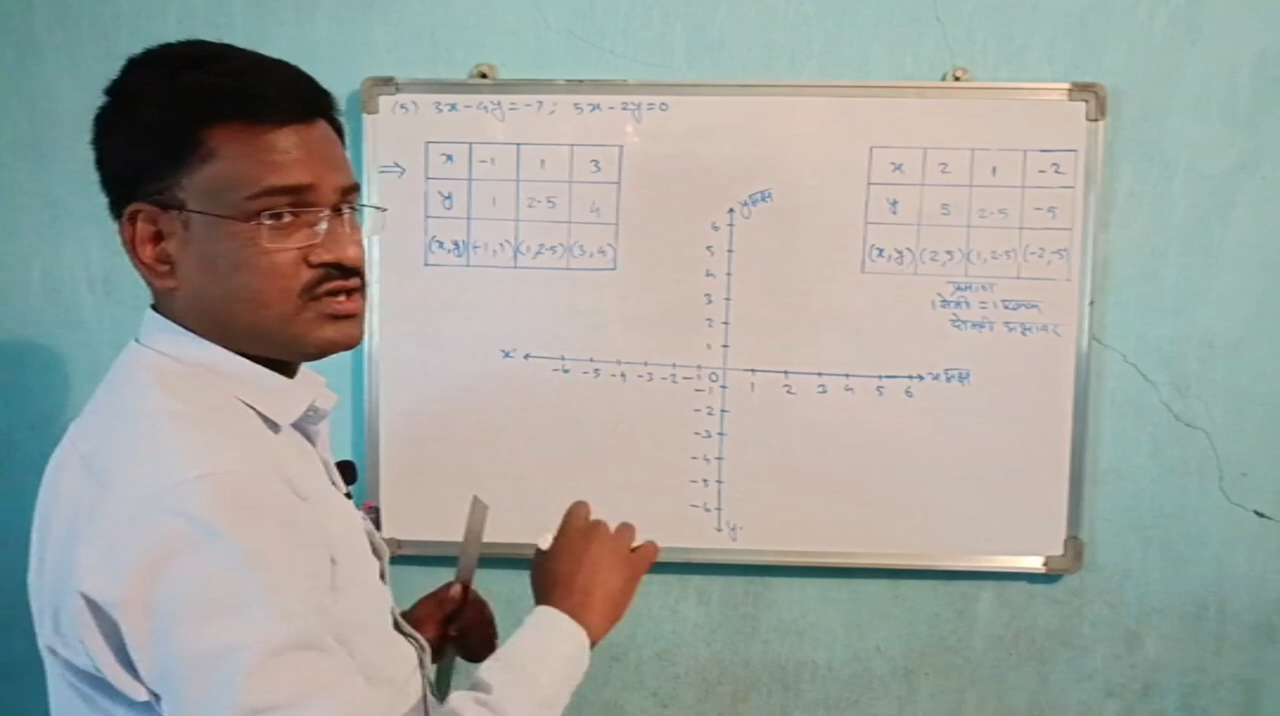 (5) 3x-4y=-7; 5x-2y=0
⇒
x -1 1 3
y 1 2.5 4
(x,y) (-1,1) (1,2.5) (3,4)
x 2 1 -2
y 5 2.5 -5
(x,y) (2,5) (1,2.5) (-2,-5)
प्रमाण
1 सेमी = 1 एकक
दोन्ही अक्षावर
y अक्ष
6
5
4
3
2
1
x' -6 -5 -4 -3 -2 -1 0 1 2 3 4 5 6 x अक्ष
-1
-2
-3
-4
-5
-6
y'